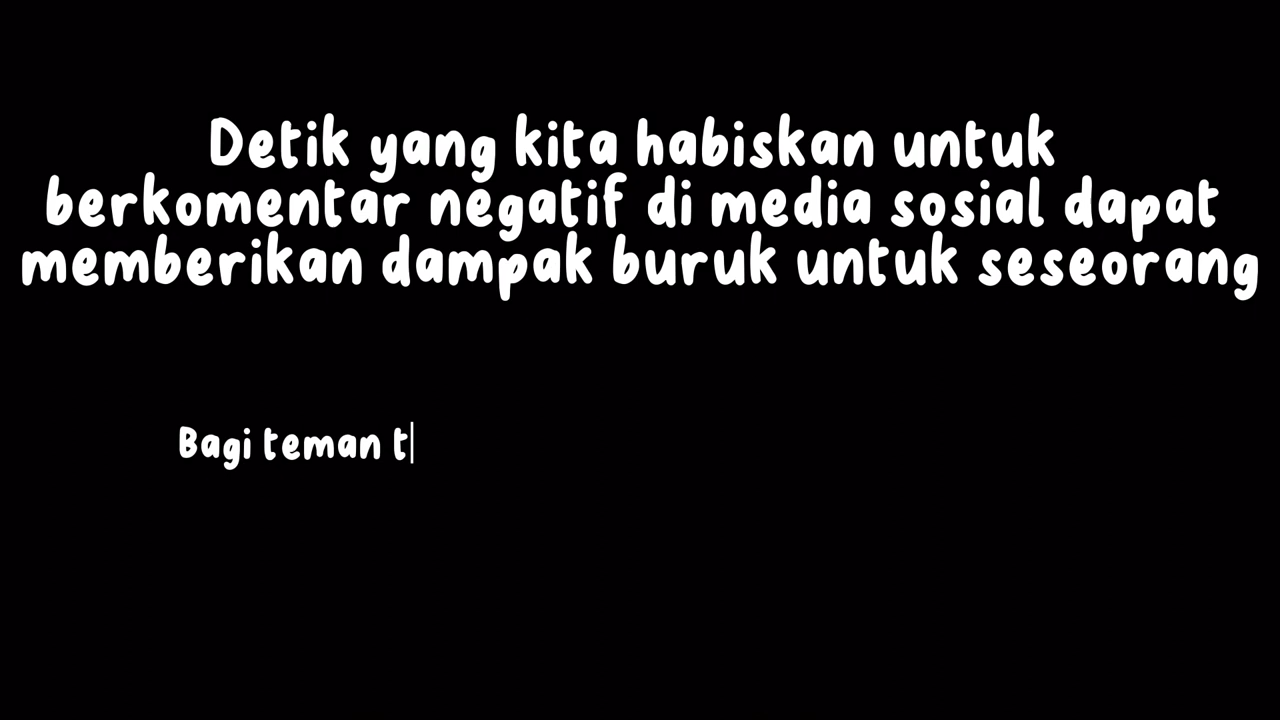 Detik yang kita habiskan untuk
berkomentar negatif di media sosial dapat
memberikan dampak buruk untuk seseorang
Bagi teman t